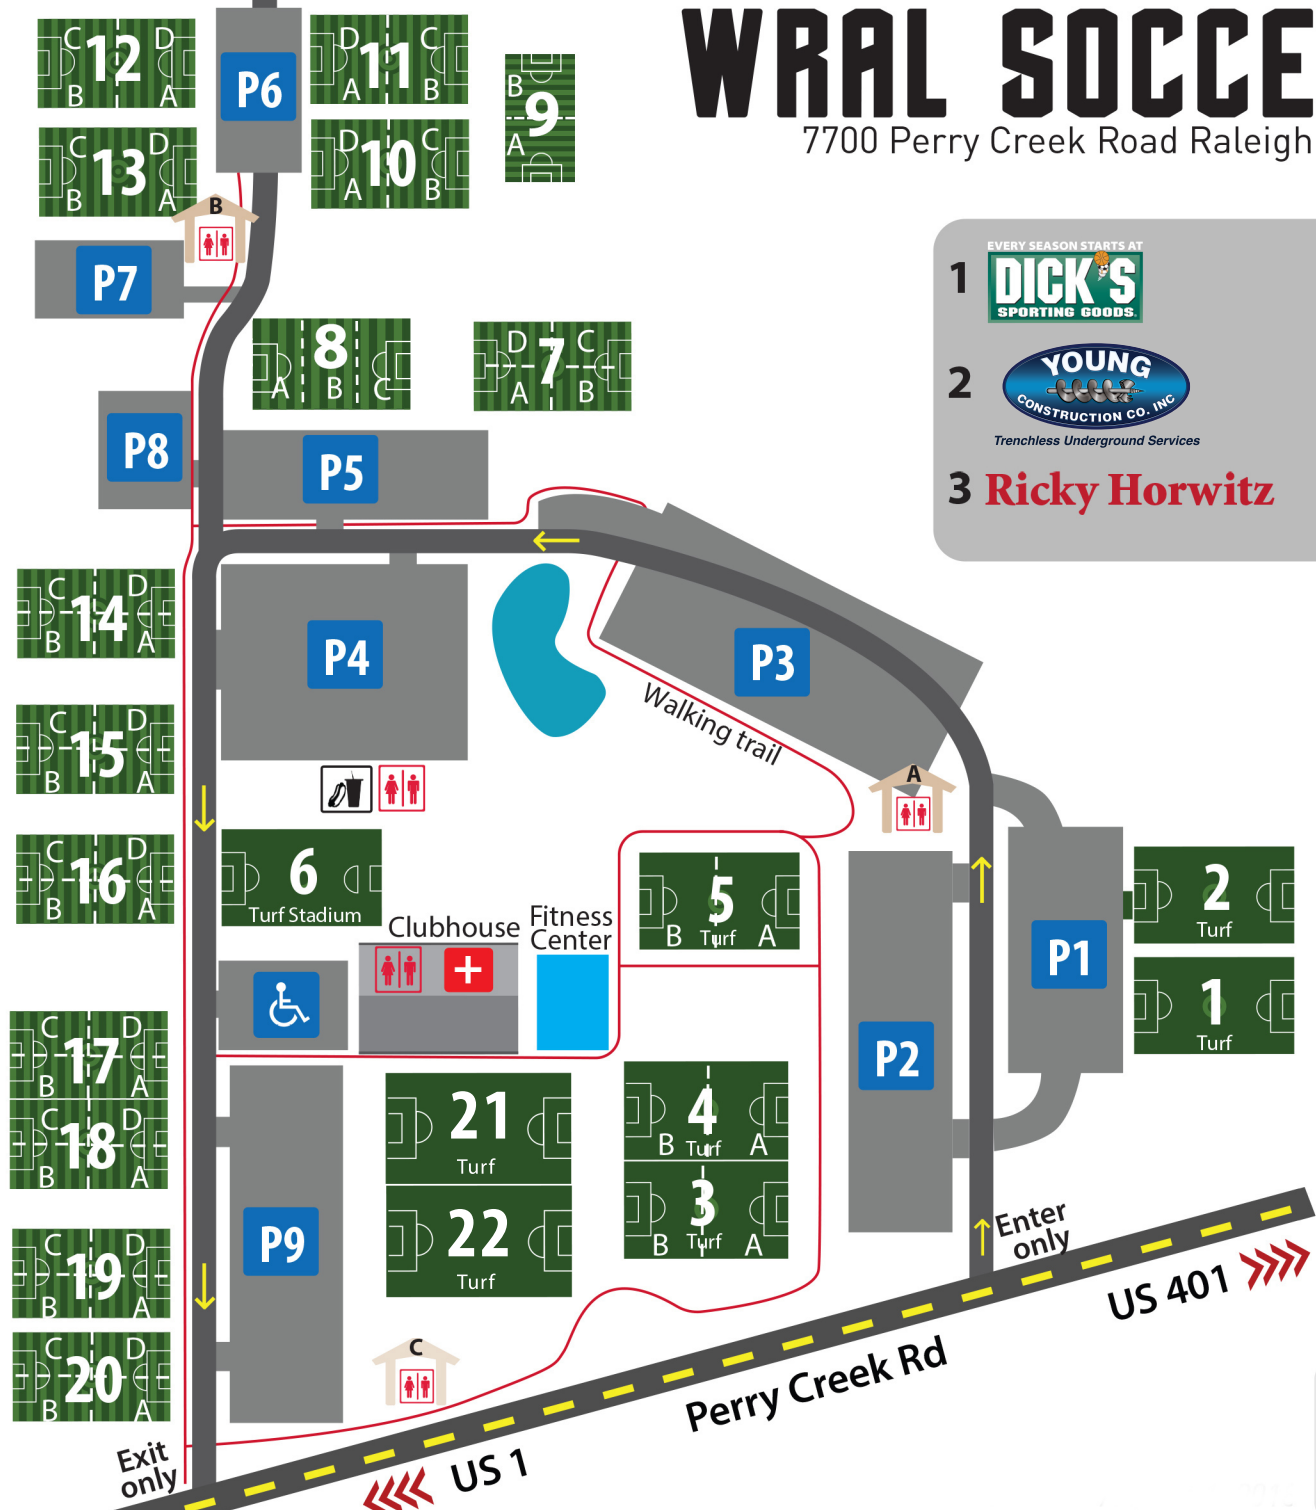 WRAL SOCCE
7700 Perry Creek Road Raleigh
C 12 D
B A
P6
D 11 C
A B
B 9
A
C 13 D
B A
D 10 C
A B
B
P7
EVERY SEASON STARTS AT
1 DICK'S
SPORTING GOODS
2 YOUNG
CONSTRUCTION CO. INC
Trenchless Underground Services
3 Ricky Horwitz
8
A B C
D 7 C
A B
P8
P5
C 14 D
B A
P4
P3
Walking trail
C 15 D
B A
A
C 16 D
B A
6
Turf Stadium
5
B Turf A
2
Turf
Clubhouse
Fitness
Center
P1
1
Turf
C 17 D
B A
C 18 D
B A
P2
21
Turf
4
B Turf A
22
Turf
3
B Turf A
P9
C 19 D
B A
C 20 D
B A
C
Enter
only
US 401
Perry Creek Rd
Exit
only
US 1